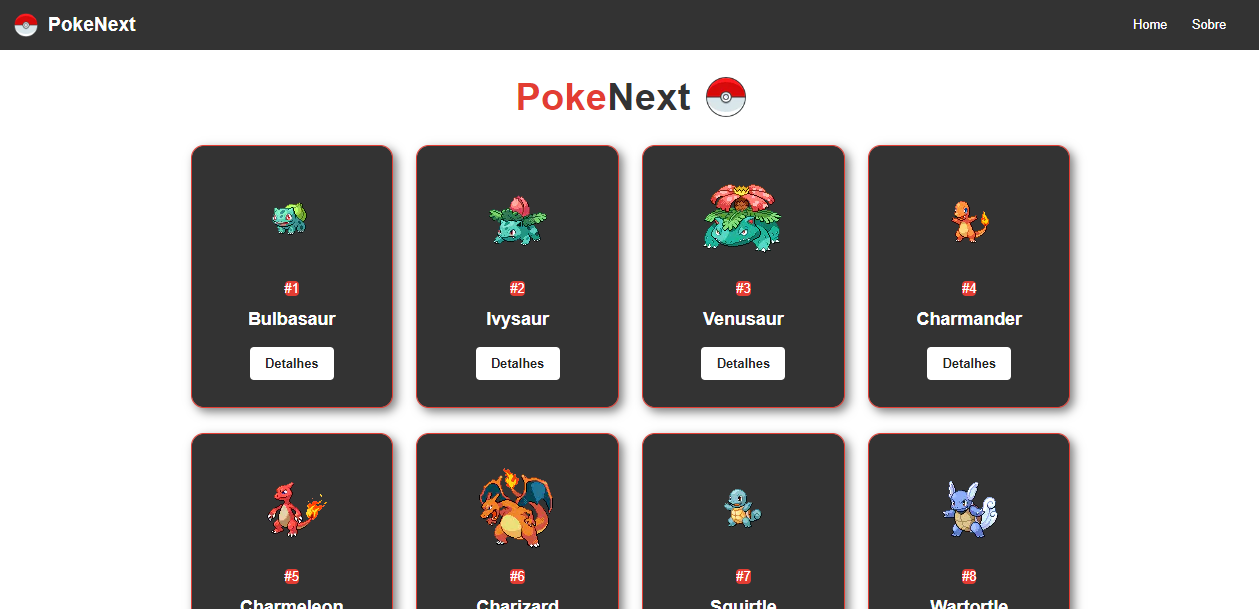 PokeNext Home Sobre
PokeNext
#1 #2 #3 #4
Bulbasaur Ivysaur Venusaur Charmander
Detalhes Detalhes Detalhes Detalhes
#5 #6 #7 #8
Charmeleon Charizard Squirtle Wartortle